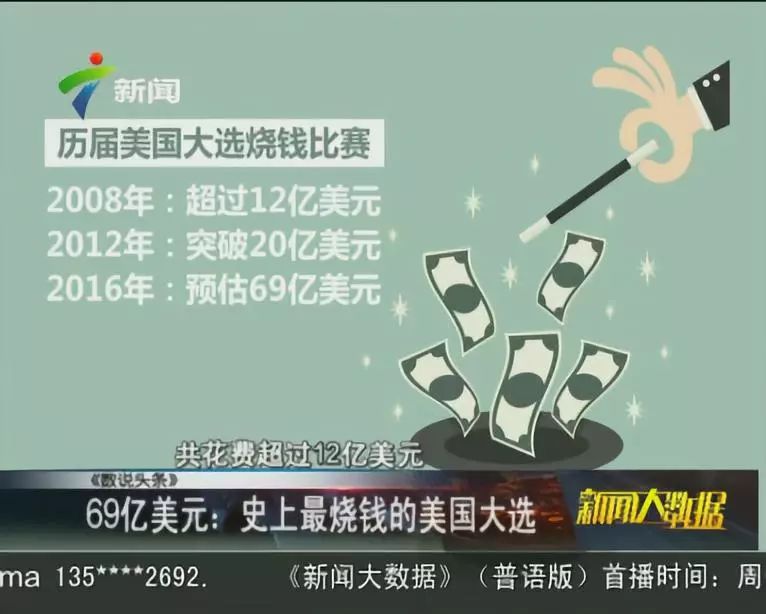 新闻
历届美国大选烧钱比赛
2008年：超过12亿美元
2012年：突破20亿美元
2016年：预估69亿美元
共花费超过12亿美元
《数说头条》
69亿美元：史上最烧钱的美国大选
新闻大数据
ma 135****2692. 《新闻大数据》（普语版）首播时间：周